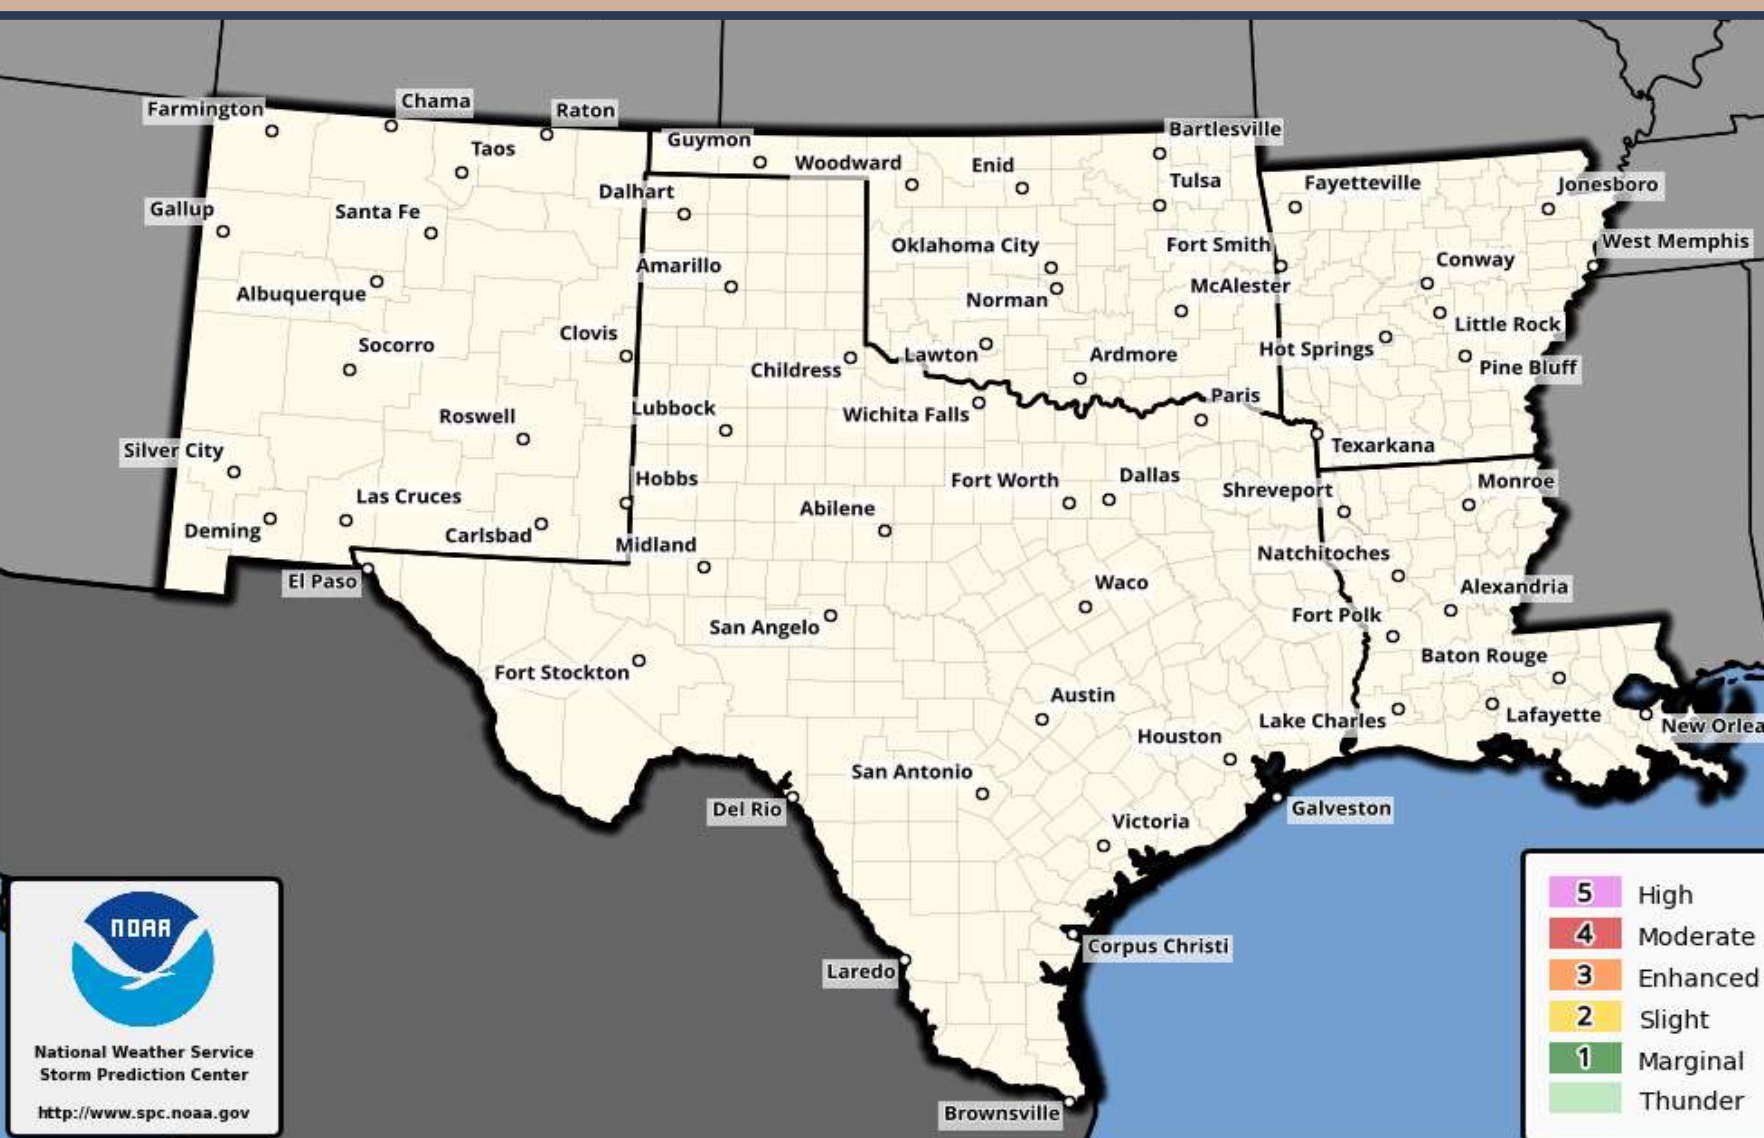 Farmington
Chama
Raton
Taos
Guymon
Woodward
Enid
Bartlesville
Tulsa
Fayetteville
Jonesboro
Dalhart
Gallup
Santa Fe
Oklahoma City
Fort Smith
West Memphis
Conway
Amarillo
Albuquerque
Norman
McAlester
Little Rock
Socorro
Clovis
Childress
Lawton
Ardmore
Hot Springs
Pine Bluff
Roswell
Lubbock
Wichita Falls
Paris
Silver City
Texarkana
Hobbs
Las Cruces
Fort Worth
Dallas
Shreveport
Monroe
Deming
Carlsbad
Abilene
Midland
Natchitoches
El Paso
Waco
Alexandria
San Angelo
Fort Polk
Fort Stockton
Baton Rouge
Austin
Lake Charles
Lafayette
New Orlea
Houston
San Antonio
Del Rio
Galveston
Victoria
Corpus Christi
Laredo
Brownsville
NOAA
National Weather Service
Storm Prediction Center
http://www.spc.noaa.gov
5 High
4 Moderate
3 Enhanced
2 Slight
1 Marginal
Thunder